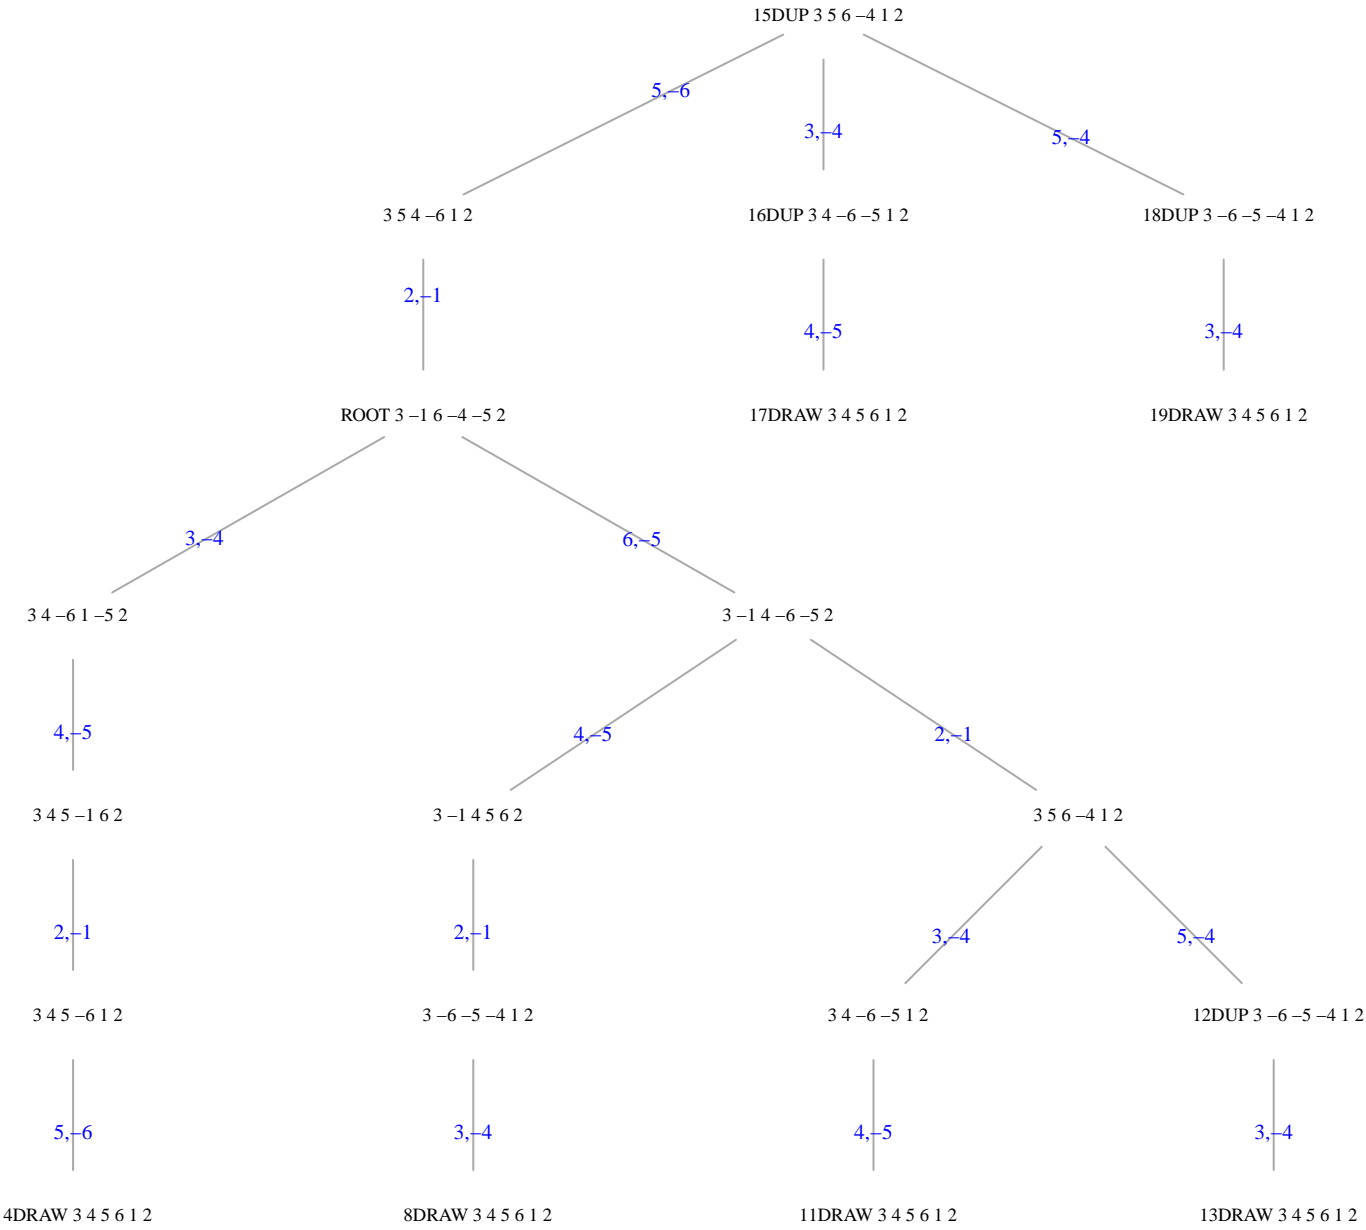 15DUP 3 5 6 –4 1 2
5,–6
3,–4
5,–4
3 5 4 –6 1 2
16DUP 3 4 –6 –5 1 2
18DUP 3 –6 –5 –4 1 2
2,–1
4,–5
3,–4
ROOT 3 –1 6 –4 –5 2
17DRAW 3 4 5 6 1 2
19DRAW 3 4 5 6 1 2
3,–4
6,–5
3 4 –6 1 –5 2
3 –1 4 –6 –5 2
4,–5
4,–5
2,–1
3 4 5 –1 6 2
3 –1 4 5 6 2
3 5 6 –4 1 2
2,–1
2,–1
3,–4
5,–4
3 4 5 –6 1 2
3 –6 –5 –4 1 2
3 4 –6 –5 1 2
12DUP 3 –6 –5 –4 1 2
5,–6
3,–4
4,–5
3,–4
4DRAW 3 4 5 6 1 2
8DRAW 3 4 5 6 1 2
11DRAW 3 4 5 6 1 2
13DRAW 3 4 5 6 1 2